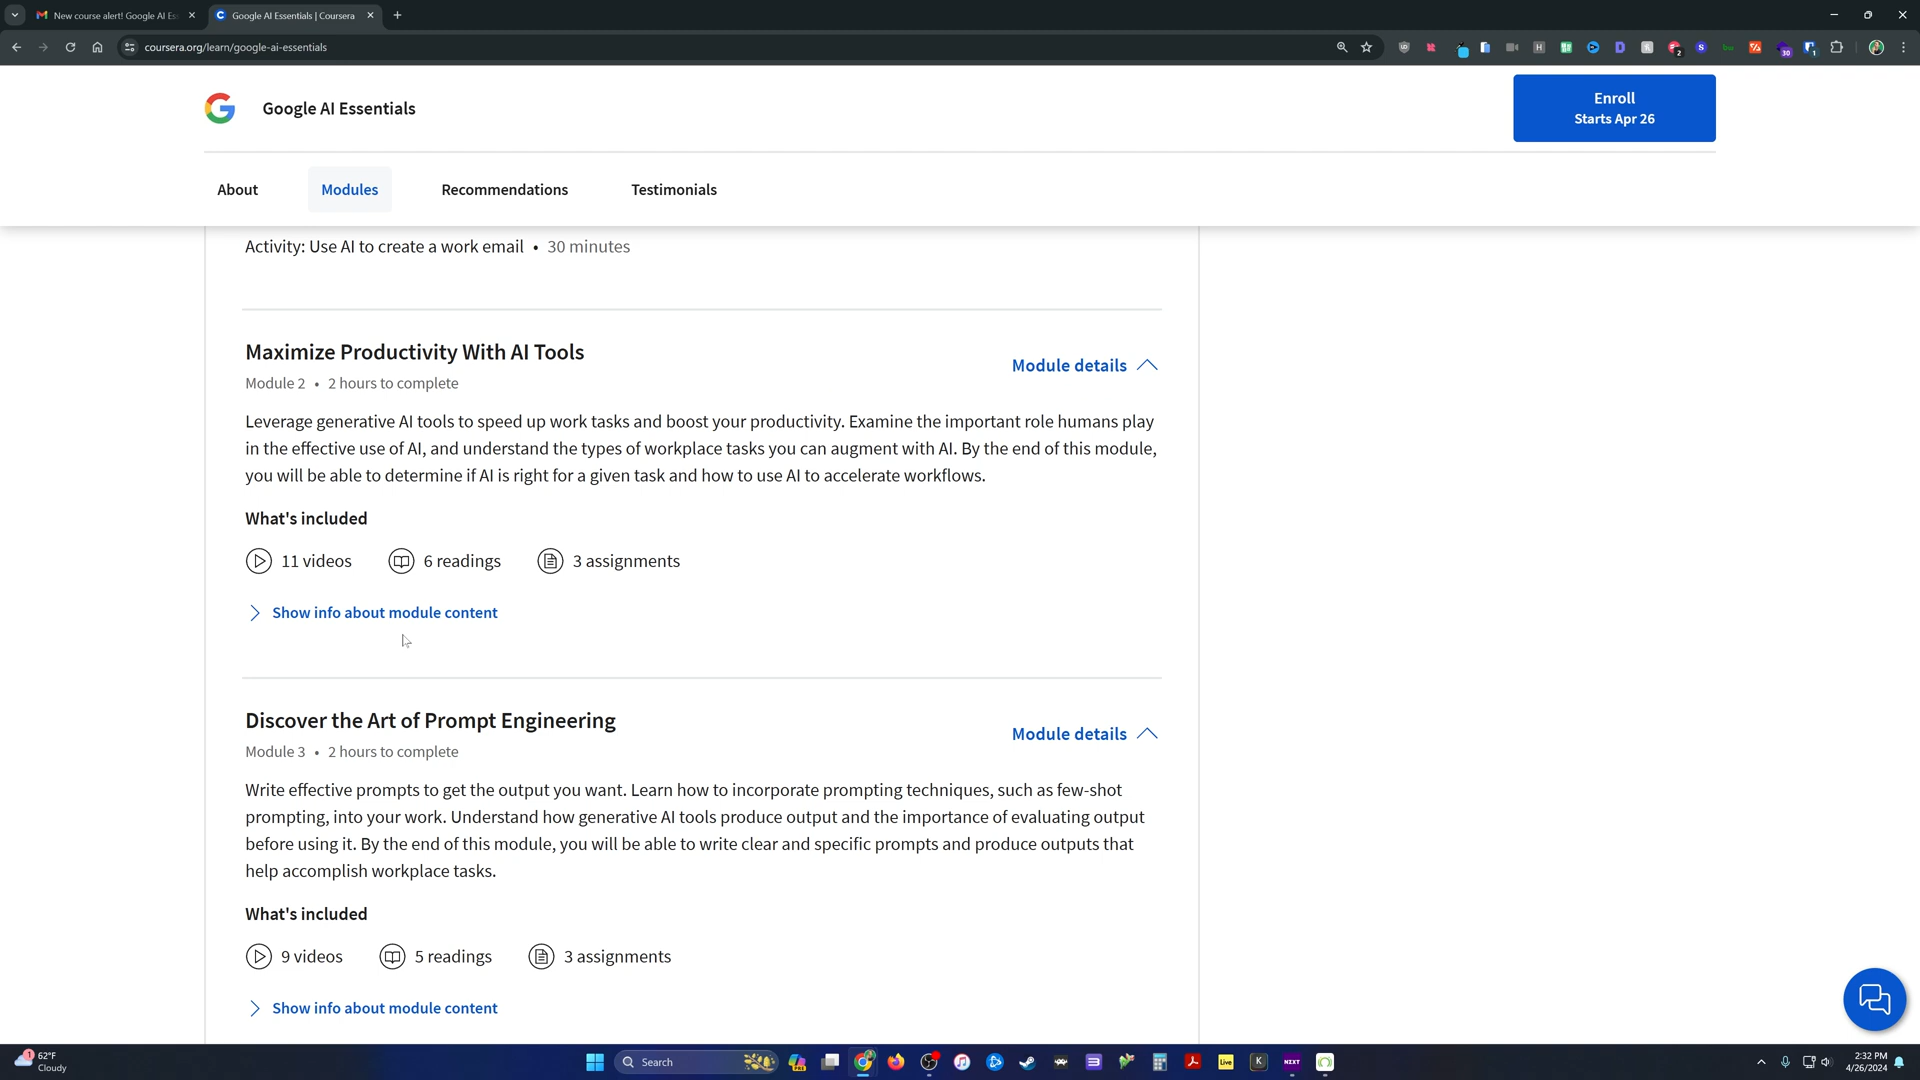 New course alert! Google AI Es
Google AI Essentials | Coursera
coursera.org/learn/google-ai-essentials
Google AI Essentials
Enroll
Starts Apr 26
About
Modules
Recommendations
Testimonials
Activity: Use AI to create a work email • 30 minutes
Maximize Productivity With AI Tools
Module details
Module 2 • 2 hours to complete
Leverage generative AI tools to speed up work tasks and boost your productivity. Examine the important role humans play
in the effective use of AI, and understand the types of workplace tasks you can augment with AI. By the end of this module,
you will be able to determine if AI is right for a given task and how to use AI to accelerate workflows.
What's included
11 videos
6 readings
3 assignments
Show info about module content
Discover the Art of Prompt Engineering
Module details
Module 3 • 2 hours to complete
Write effective prompts to get the output you want. Learn how to incorporate prompting techniques, such as few-shot
prompting, into your work. Understand how generative AI tools produce output and the importance of evaluating output
before using it. By the end of this module, you will be able to write clear and specific prompts and produce outputs that
help accomplish workplace tasks.
What's included
9 videos
5 readings
3 assignments
Show info about module content
62°F
Cloudy
Search
2:32 PM
4/26/2024